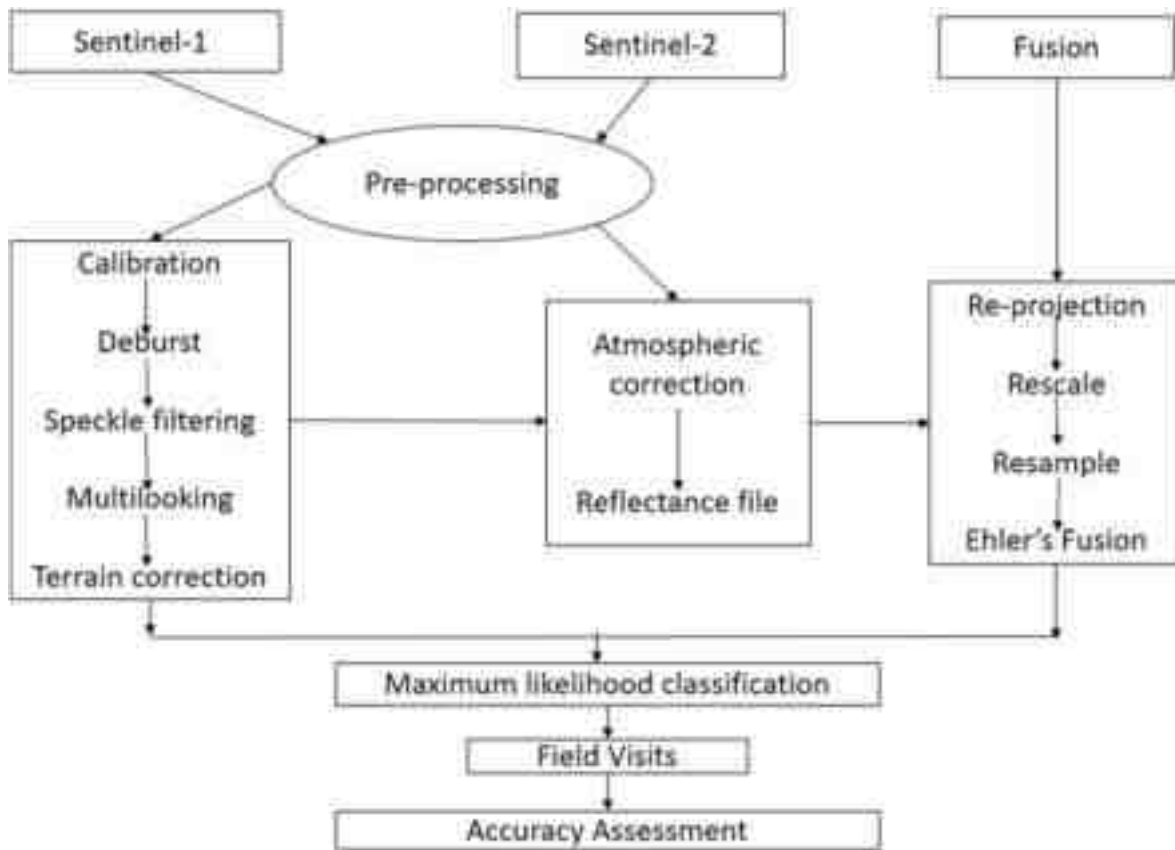 Sentinel-1
Sentinel-2
Fusion
Pre-processing
Calibration
Deburst
Speckle filtering
Multilooking
Terrain correction
Atmospheric
correction
Reflectance file
Re-projection
Rescale
Resample
Ehler's Fusion
Maximum likelihood classification
Field Visits
Accuracy Assessment